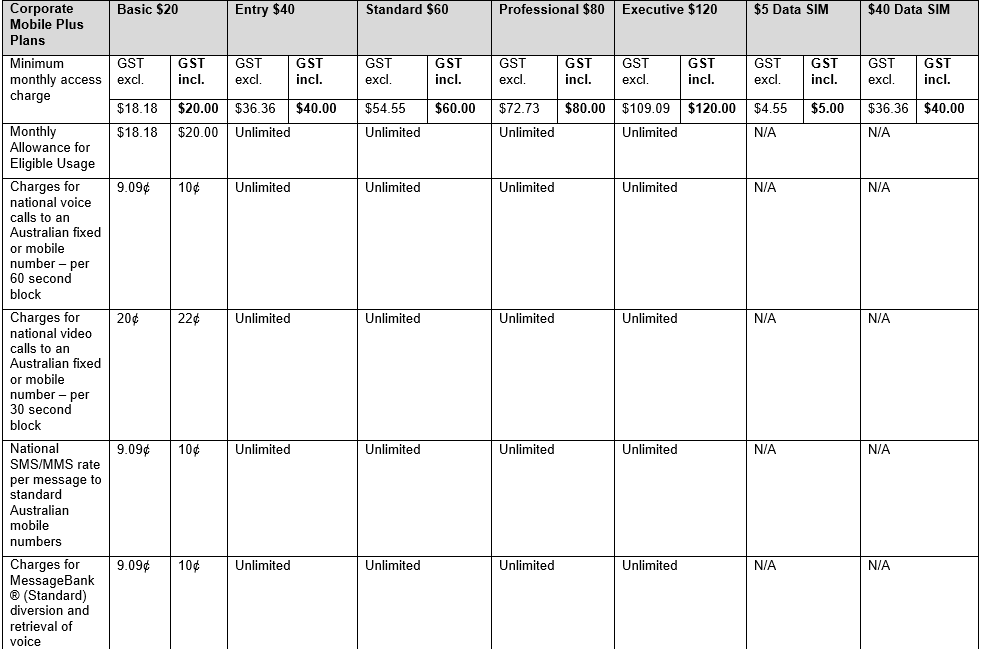 Corporate Mobile Plus Plans Basic $20 Entry $40 Standard $60 Professional $80 Executive $120 $5 Data SIM $40 Data SIM
Minimum monthly access charge GST excl. GST incl. GST excl. GST incl. GST excl. GST incl. GST excl. GST incl. GST excl. GST incl. GST excl. GST incl. GST excl. GST incl.
$18.18 $20.00 $36.36 $40.00 $54.55 $60.00 $72.73 $80.00 $109.09 $120.00 $4.55 $5.00 $36.36 $40.00
Monthly Allowance for Eligible Usage $18.18 $20.00 Unlimited Unlimited Unlimited Unlimited N/A N/A
Charges for national voice calls to an Australian fixed or mobile number – per 60 second block 9.09¢ 10¢ Unlimited Unlimited Unlimited Unlimited N/A N/A
Charges for national video calls to an Australian fixed or mobile number – per 30 second block 20¢ 22¢ Unlimited Unlimited Unlimited Unlimited N/A N/A
National SMS/MMS rate per message to standard Australian mobile numbers 9.09¢ 10¢ Unlimited Unlimited Unlimited Unlimited N/A N/A
Charges for MessageBank ® (Standard) diversion and retrieval of voice 9.09¢ 10¢ Unlimited Unlimited Unlimited Unlimited N/A N/A